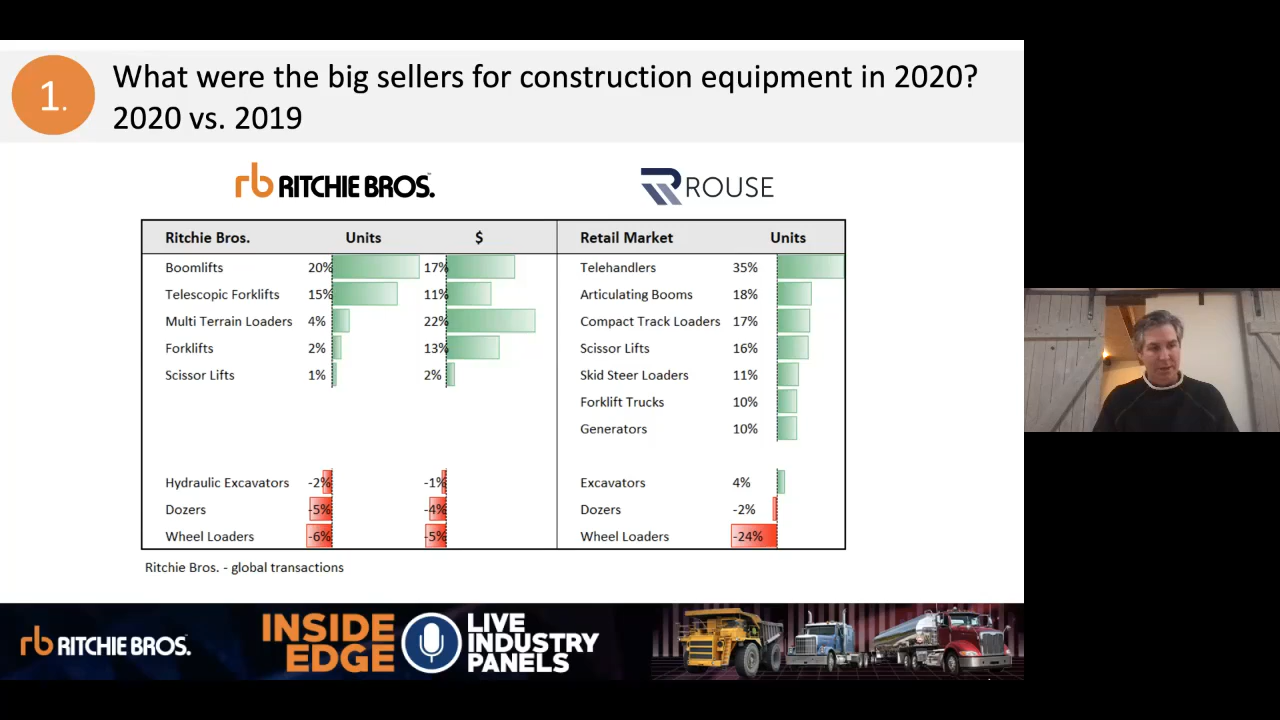 1.
What were the big sellers for construction equipment in 2020?
2020 vs. 2019
rb RITCHIE BROS.
ROUSE
Ritchie Bros. Units $
Boomlifts 20% 17%
Telescopic Forklifts 15% 11%
Multi Terrain Loaders 4% 22%
Forklifts 2% 13%
Scissor Lifts 1% 2%
Hydraulic Excavators -2% -1%
Dozers -5% -4%
Wheel Loaders -6% -5%
Retail Market Units
Telehandlers 35%
Articulating Booms 18%
Compact Track Loaders 17%
Scissor Lifts 16%
Skid Steer Loaders 11%
Forklift Trucks 10%
Generators 10%
Excavators 4%
Dozers -2%
Wheel Loaders -24%
Ritchie Bros. - global transactions
rb RITCHIE BROS.
INSIDE
EDGE
LIVE
INDUSTRY
PANELS